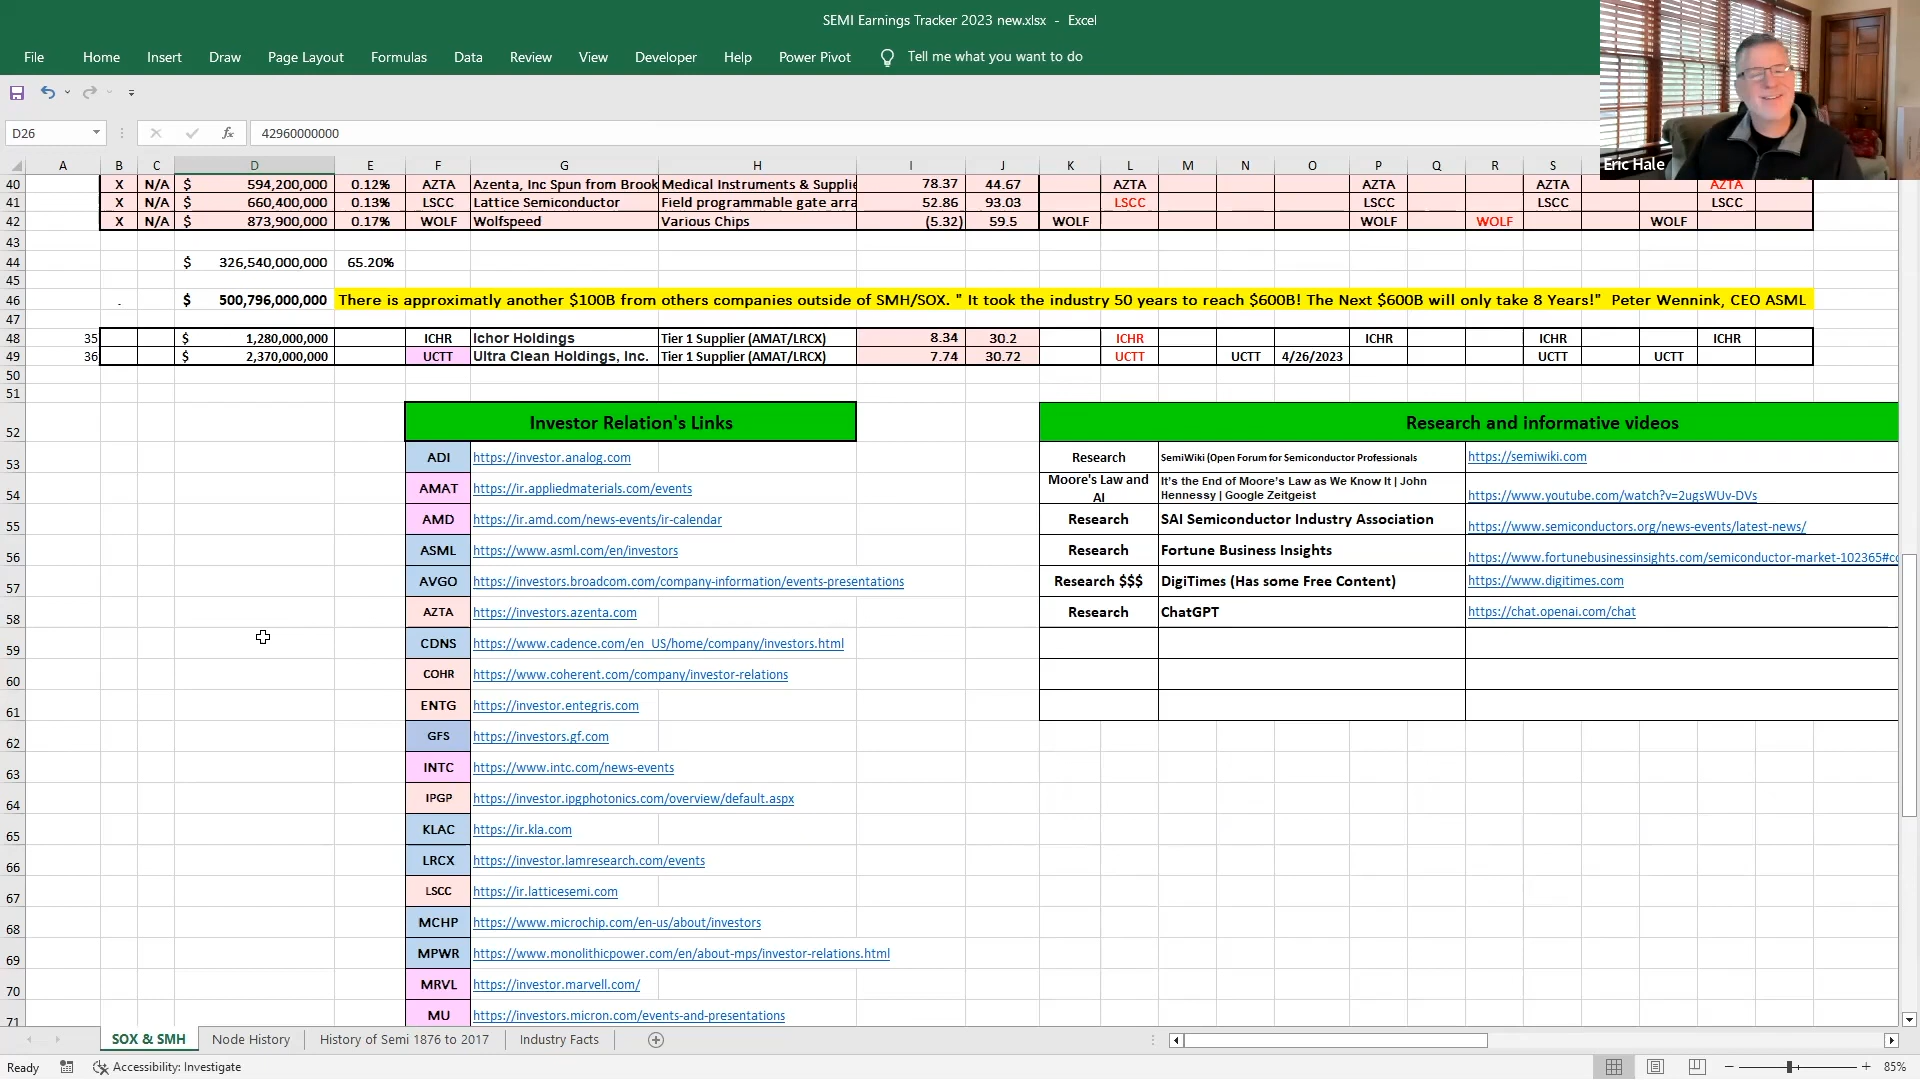 SEMI Earnings Tracker 2023 new.xlsx - Excel
File Home Insert Draw Page Layout Formulas Data Review View Developer Help Power Pivot Tell me what you want to do
D26 fx 42960000000
Eric Hale
A B C D E F G H I J K L M N O P Q R S
40 X N/A $ 594,200,000 0.12% AZTA Azenta, Inc Spun from Brook Medical Instruments & Supplie 78.37 44.67 AZTA AZTA AZTA AZTA
41 X N/A $ 660,400,000 0.13% LSCC Lattice Semiconductor Field programmable gate arra 52.86 93.03 LSCC LSCC LSCC LSCC
42 X N/A $ 873,900,000 0.17% WOLF Wolfspeed Various Chips (5.32) 59.5 WOLF WOLF WOLF WOLF
43
44 $ 326,540,000,000 65.20%
45
46 . $ 500,796,000,000 There is approximatly another $100B from others companies outside of SMH/SOX. " It took the industry 50 years to reach $600B! The Next $600B will only take 8 Years!" Peter Wennink, CEO ASML
47
48 35 $ 1,280,000,000 ICHR Ichor Holdings Tier 1 Supplier (AMAT/LRCX) 8.34 30.2 ICHR ICHR ICHR ICHR
49 36 $ 2,370,000,000 UCTT Ultra Clean Holdings, Inc. Tier 1 Supplier (AMAT/LRCX) 7.74 30.72 UCTT UCTT 4/26/2023 UCTT UCTT
50
51
52 Investor Relation's Links Research and informative videos
53 ADI https://investor.analog.com Research SemiWiki (Open Forum for Semiconductor Professionals https://semiwiki.com
54 AMAT https://ir.appliedmaterials.com/events Moore's Law and AI It's the End of Moore's Law as We Know It | John Hennessy | Google Zeitgeist https://www.youtube.com/watch?v=2ugsWUv-DVs
55 AMD https://ir.amd.com/news-events/ir-calendar Research SAI Semiconductor Industry Association https://www.semiconductors.org/news-events/latest-news/
56 ASML https://www.asml.com/en/investors Research Fortune Business Insights https://www.fortunebusinessinsights.com/semiconductor-market-102365#cc
57 AVGO https://investors.broadcom.com/company-information/events-presentations Research $$$ DigiTimes (Has some Free Content) https://www.digitimes.com
58 AZTA https://investors.azenta.com Research ChatGPT https://chat.openai.com/chat
59 CDNS https://www.cadence.com/en_US/home/company/investors.html
60 COHR https://www.coherent.com/company/investor-relations
61 ENTG https://investor.entegris.com
62 GFS https://investors.gf.com
63 INTC https://www.intc.com/news-events
64 IPGP https://investor.ipgphotonics.com/overview/default.aspx
65 KLAC https://ir.kla.com
66 LRCX https://investor.lamresearch.com/events
67 LSCC https://ir.latticesemi.com
68 MCHP https://www.microchip.com/en-us/about/investors
69 MPWR https://www.monolithicpower.com/en/about-mps/investor-relations.html
70 MRVL https://investor.marvell.com/
71 MU https://investors.micron.com/events-and-presentations
SOX & SMH Node History History of Semi 1876 to 2017 Industry Facts
Ready Accessibility: Investigate 85%